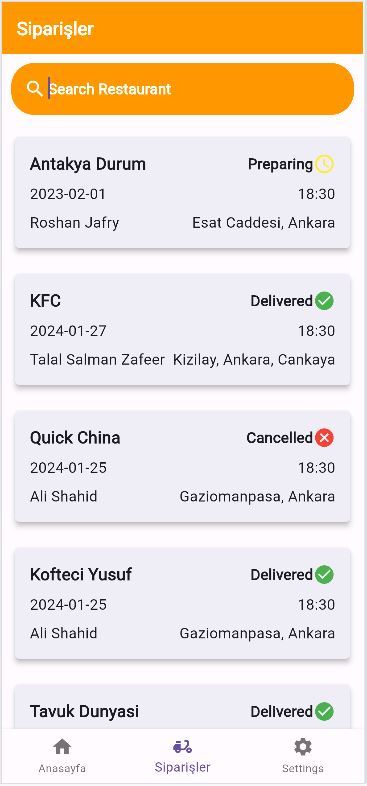 Siparişler
Search Restaurant
Antakya Durum Preparing
2023-02-01 18:30
Roshan Jafry Esat Caddesi, Ankara
KFC Delivered
2024-01-27 18:30
Talal Salman Zafeer Kizilay, Ankara, Cankaya
Quick China Cancelled
2024-01-25 18:30
Ali Shahid Gaziomanpasa, Ankara
Kofteci Yusuf Delivered
2024-01-25 18:30
Ali Shahid Gaziomanpasa, Ankara
Tavuk Dunyasi Delivered
Anasayfa Siparişler Settings